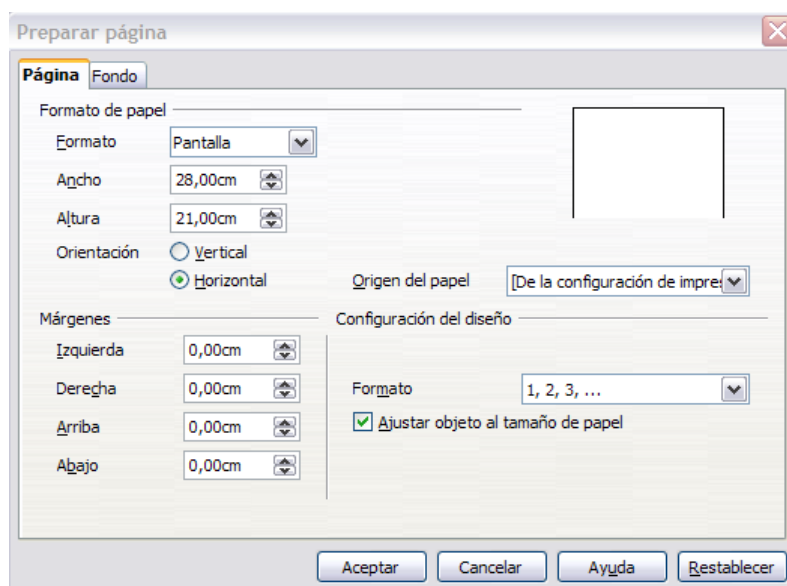 Preparar página
Página Fondo
Formato de papel
Formato Pantalla
Ancho 28,00cm
Altura 21,00cm
Orientación Vertical
Horizontal Origen del papel [De la configuración de impres
Márgenes Configuración del diseño
Izquierda 0,00cm
Derecha 0,00cm Formato 1, 2, 3, ...
Arriba 0,00cm Ajustar objeto al tamaño de papel
Abajo 0,00cm
Aceptar Cancelar Ayuda Restablecer